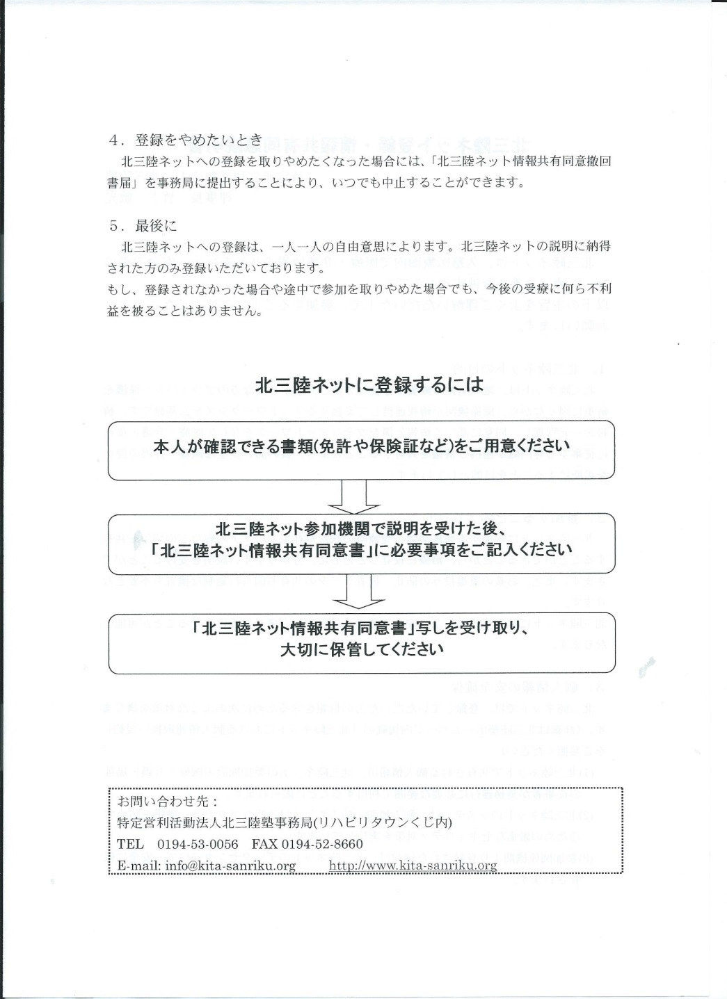 ４．登録をやめたいとき
北三陸ネットへの登録を取りやめたくなった場合には、「北三陸ネット情報共有同意撤回
書届」を事務局に提出することにより、いつでも中止することができます。
５．最後に
北三陸ネットへの登録は、一人一人の自由意思によります。北三陸ネットの説明に納得
された方のみ登録いただいております。
もし、登録されなかった場合や途中で参加を取りやめた場合でも、今後の受療に何ら不利
益を被ることはありません。
北三陸ネットに登録するには
本人が確認できる書類(免許や保険証など)をご用意ください
北三陸ネット参加機関で説明を受けた後、
「北三陸ネット情報共有同意書」に必要事項をご記入ください
「北三陸ネット情報共有同意書」写しを受け取り、
大切に保管してください
お問い合わせ先：
特定営利活動法人北三陸塾事務局(リハビリタウンくじ内)
TEL　0194-53-0056　FAX 0194-52-8660
E-mail: info@kita-sanriku.org　　http://www.kita-sanriku.org